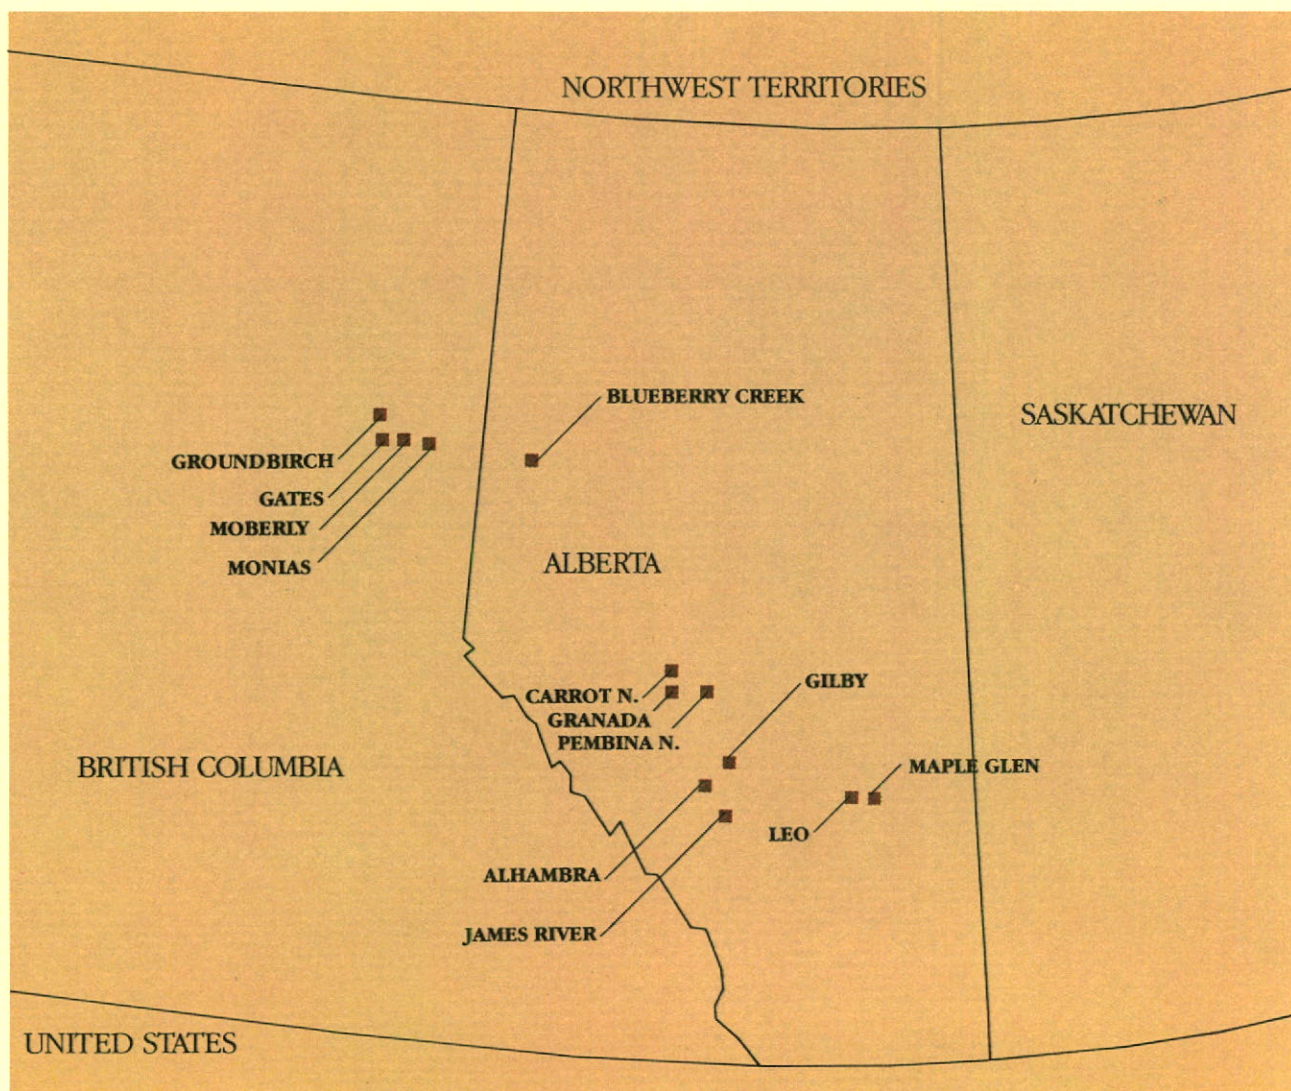 NORTHWEST TERRITORIES
BLUEBERRY CREEK
SASKATCHEWAN
GROUNDBIRCH
GATES
MOBERLY
MONIAS
ALBERTA
CARROT N.
GILBY
GRANADA
PEMBINA N.
BRITISH COLUMBIA
MAPLE GLEN
LEO
ALHAMBRA
JAMES RIVER
UNITED STATES